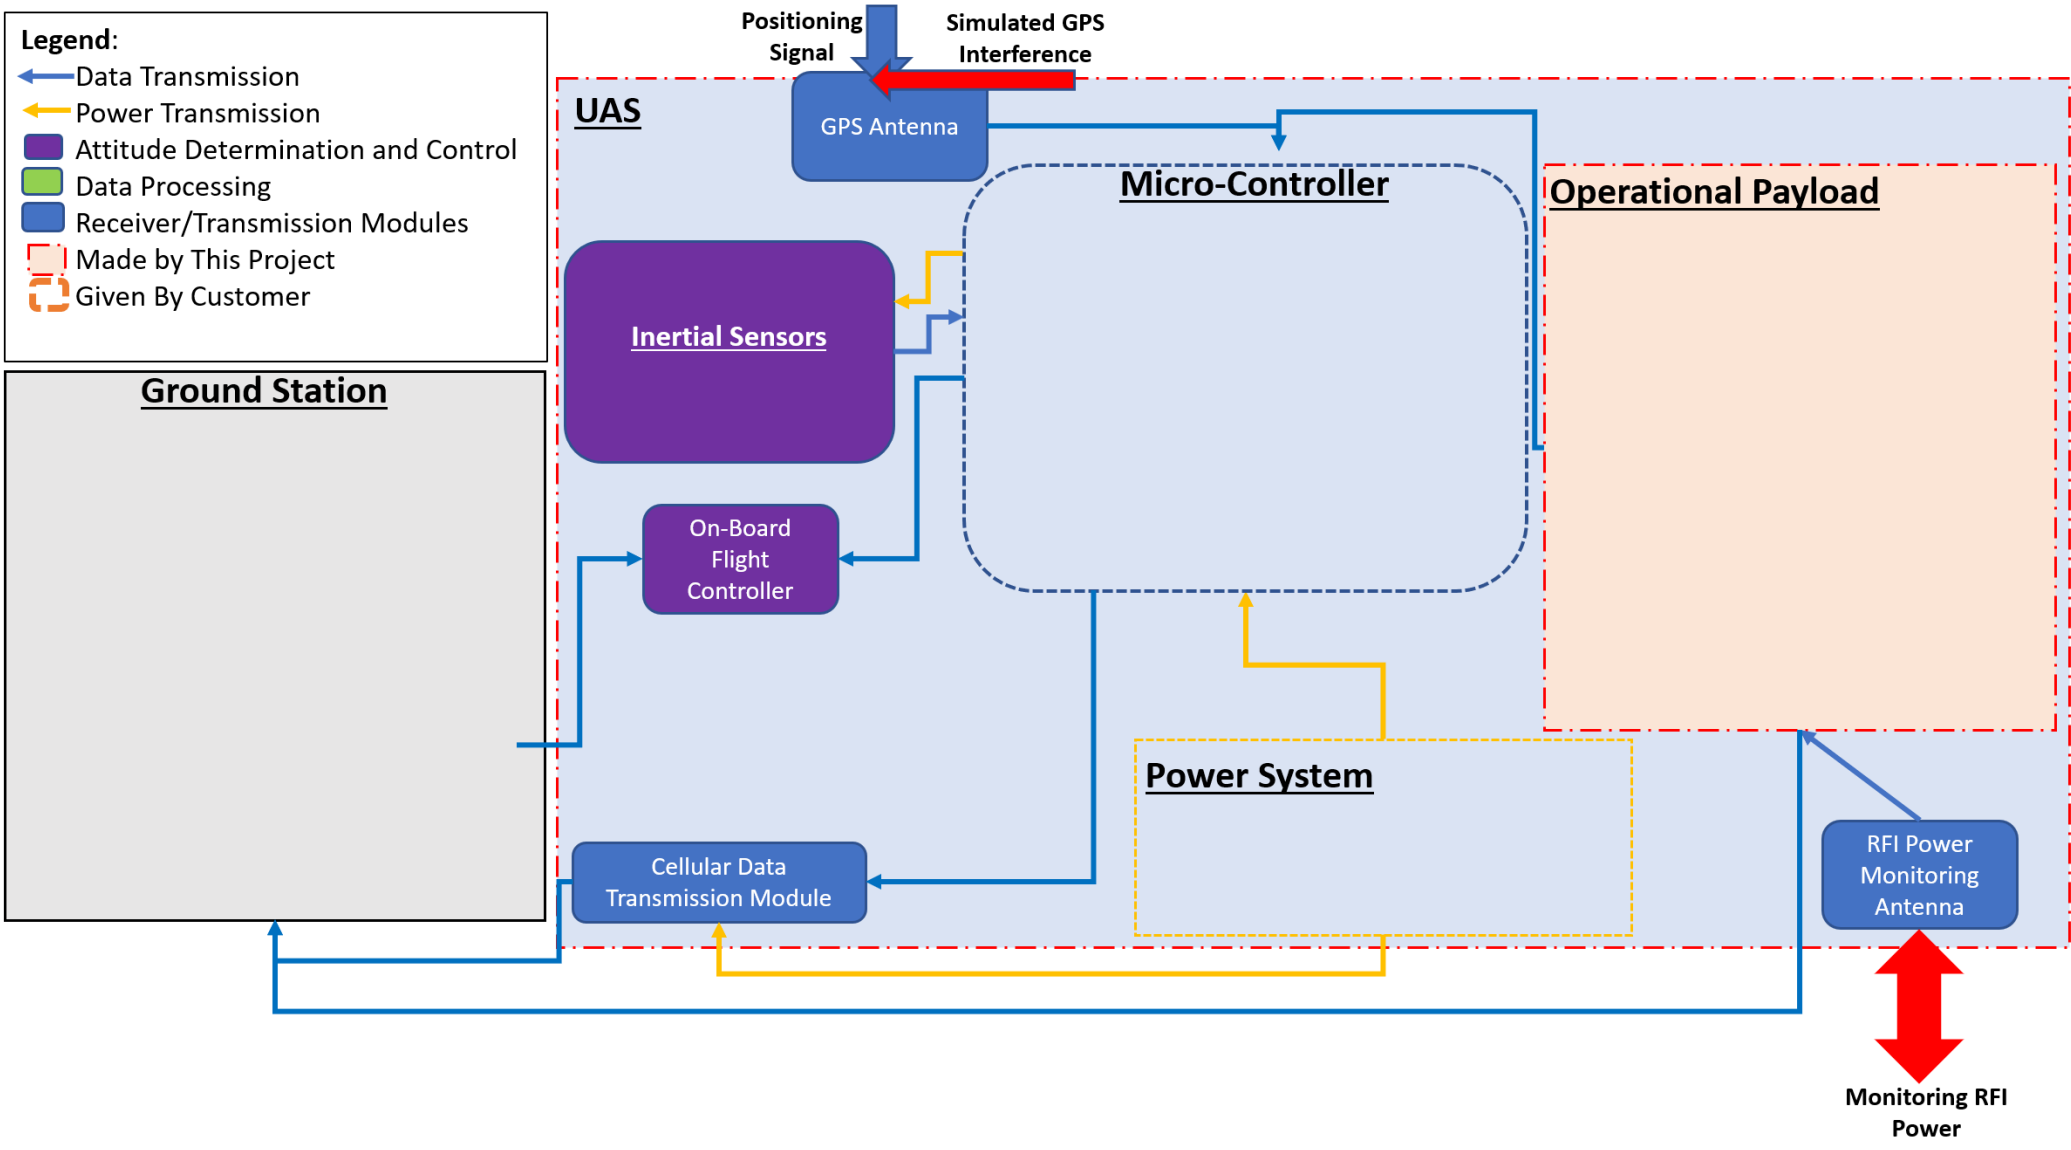 Legend:
Data Transmission
Power Transmission
Attitude Determination and Control
Data Processing
Receiver/Transmission Modules
Made by This Project
Given By Customer
Ground Station
Positioning
Signal
Simulated GPS
Interference
UAS
GPS Antenna
Micro-Controller
Operational Payload
Inertial Sensors
On-Board
Flight
Controller
Power System
Cellular Data
Transmission Module
RFI Power
Monitoring
Antenna
Monitoring RFI
Power